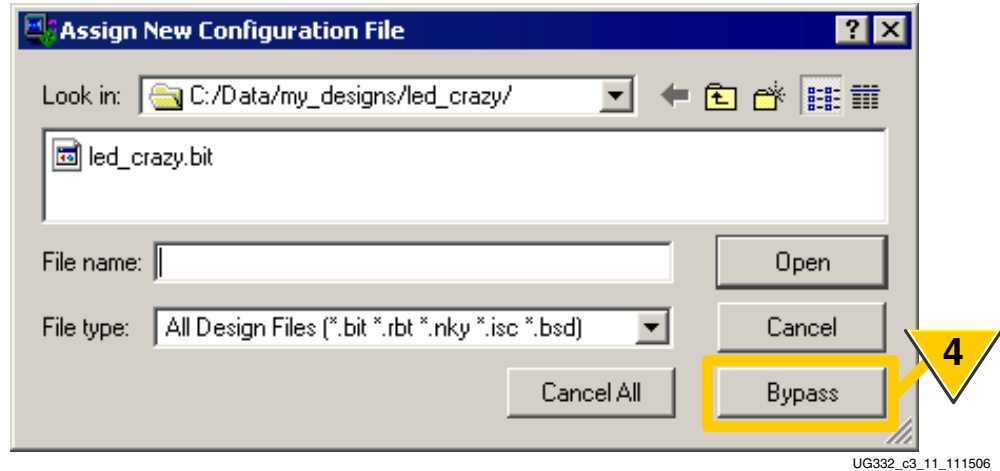 Assign New Configuration File
Look in: C:/Data/my_designs/led_crazy/
led_crazy.bit
File name: Open
File type: All Design Files (*.bit *.rbt *.nky *.isc *.bsd) Cancel
4
Cancel All Bypass
UG332_c3_11_111506